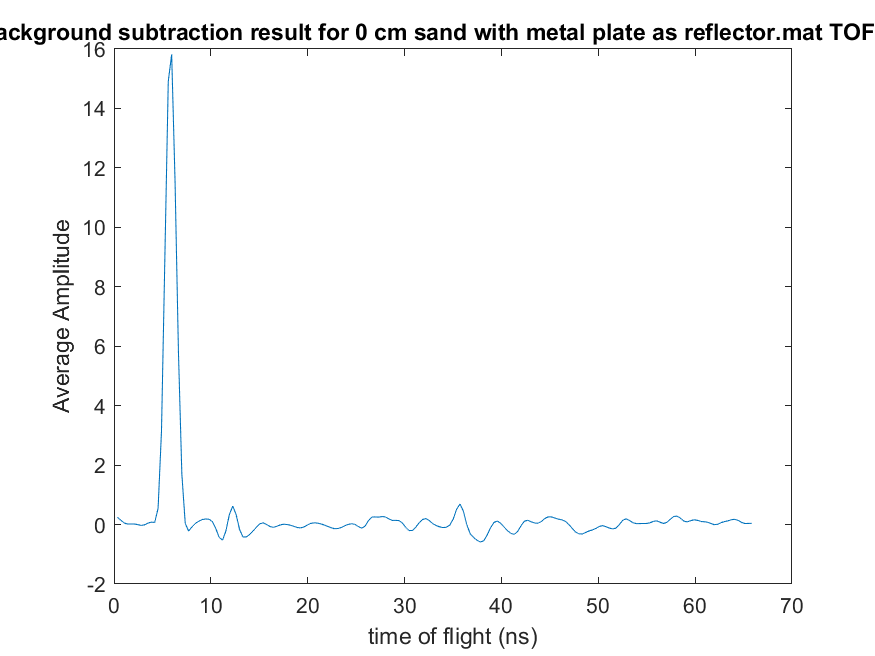 ackground subtraction result for 0 cm sand with metal plate as reflector.mat TOF
16
14
12
10
8
6
4
2
0
-2
Average Amplitude
0 10 20 30 40 50 60 70
time of flight (ns)